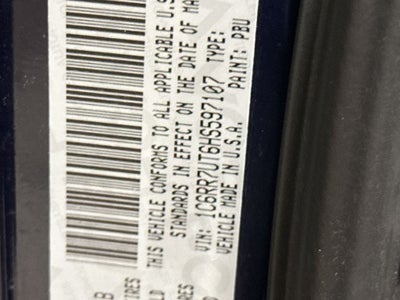 THIS VEHICLE CONFORMS TO ALL APPLICABLE U.S
STANDARDS IN EFFECT ON THE DATE OF MA
VIN: 1C6RR7UT6HS597107 TYPE:
VEHICLE MADE IN U.S.A. PAINT: PBU